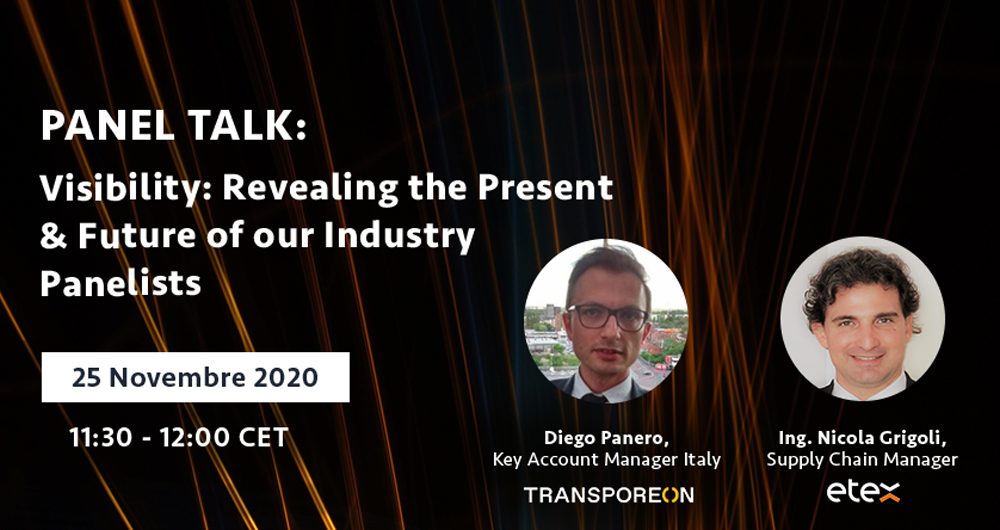 PANEL TALK:
Visibility: Revealing the Present
& Future of our Industry
Panelists
25 Novembre 2020
11:30 - 12:00 CET
Diego Panero,
Key Account Manager Italy
TRANSPOREON
Ing. Nicola Grigoli,
Supply Chain Manager
etex